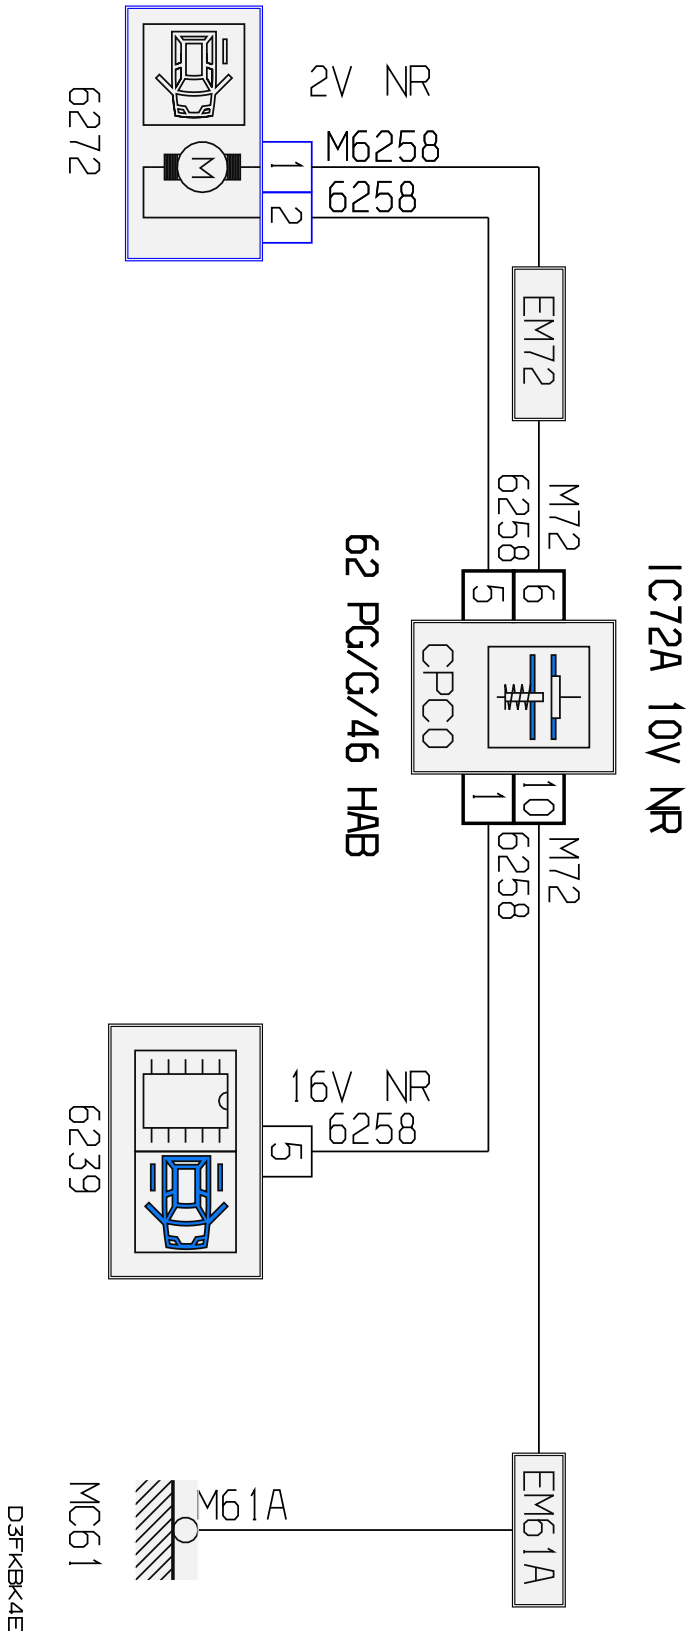 6272
M
1
2
2V NR
M6258
6258
EM72
M72
6258
5
6
CPC0
IC72A 10V NR
62 PG/G/46 HAB
1
10
M72
6258
6239
5
16V NR
6258
EM61A
M61A
MC61
D3FKBK4E